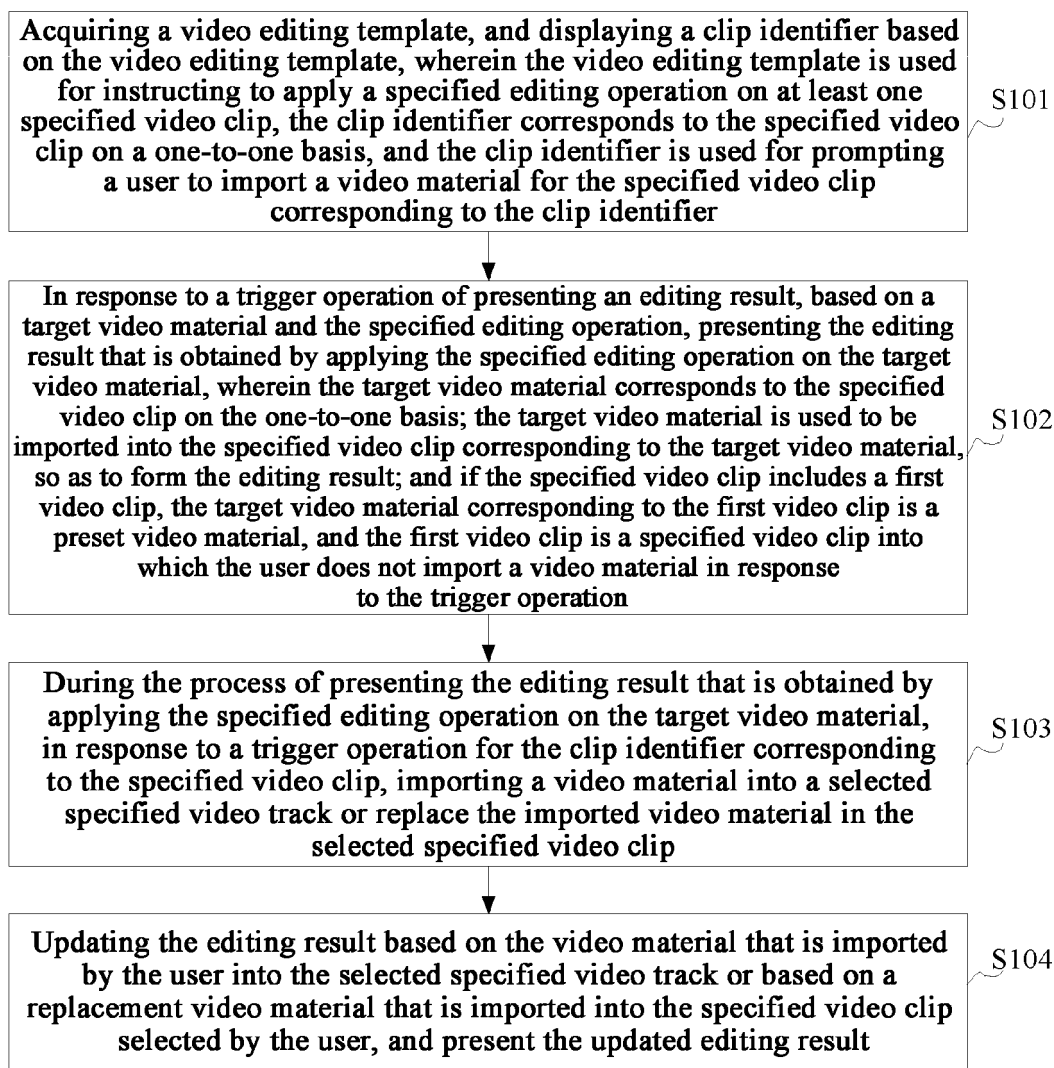 Acquiring a video editing template, and displaying a clip identifier based
on the video editing template, wherein the video editing template is used
for instructing to apply a specified editing operation on at least one
specified video clip, the clip identifier corresponds to the specified video
clip on a one-to-one basis, and the clip identifier is used for prompting
a user to import a video material for the specified video clip
corresponding to the clip identifier
S101
In response to a trigger operation of presenting an editing result, based on a
target video material and the specified editing operation, presenting the editing
result that is obtained by applying the specified editing operation on the target
video material, wherein the target video material corresponds to the specified
video clip on the one-to-one basis; the target video material is used to be
imported into the specified video clip corresponding to the target video material,
so as to form the editing result; and if the specified video clip includes a first
video clip, the target video material corresponding to the first video clip is a
preset video material, and the first video clip is a specified video clip into
which the user does not import a video material in response
to the trigger operation
S102
During the process of presenting the editing result that is obtained by
applying the specified editing operation on the target video material,
in response to a trigger operation for the clip identifier corresponding
to the specified video clip, importing a video material into a selected
specified video track or replace the imported video material in the
selected specified video clip
S103
Updating the editing result based on the video material that is imported
by the user into the selected specified video track or based on a
replacement video material that is imported into the specified video clip
selected by the user, and present the updated editing result
S104